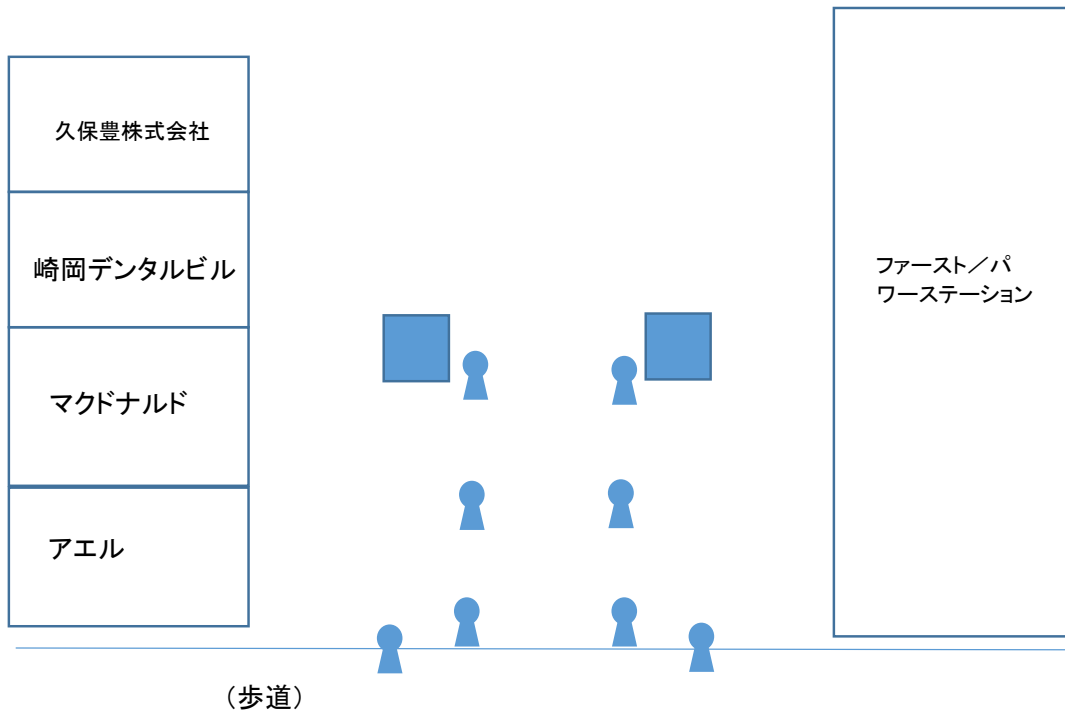 久保豊株式会社
崎岡デンタルビル
マクドナルド
アエル
ファースト／パ
ワーステーション
（歩道）